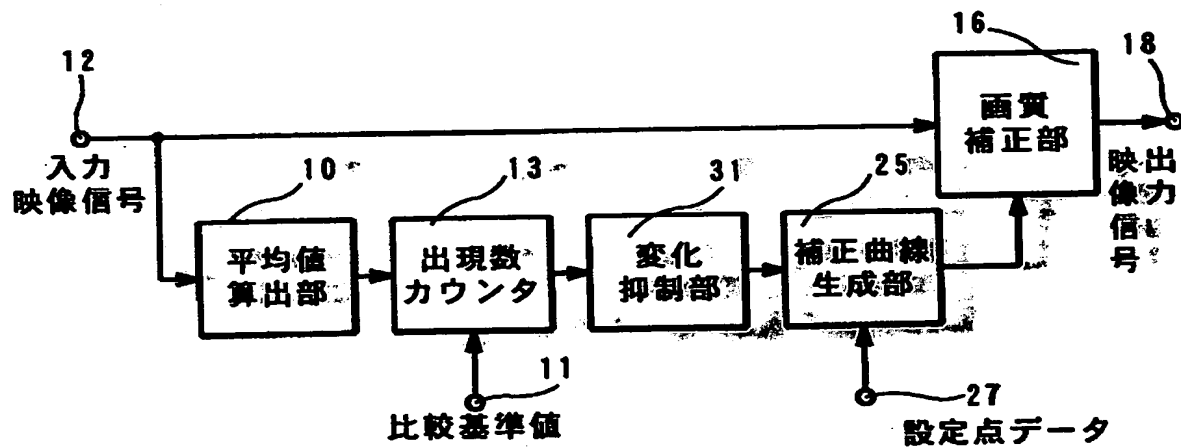 12
入力
映像信号
10
平均値
算出部
13
出現数
カウンタ
11
比較基準値
31
変化
抑制部
25
補正曲線
生成部
27
設定点データ
16
画質
補正部
18
出力
映像信号